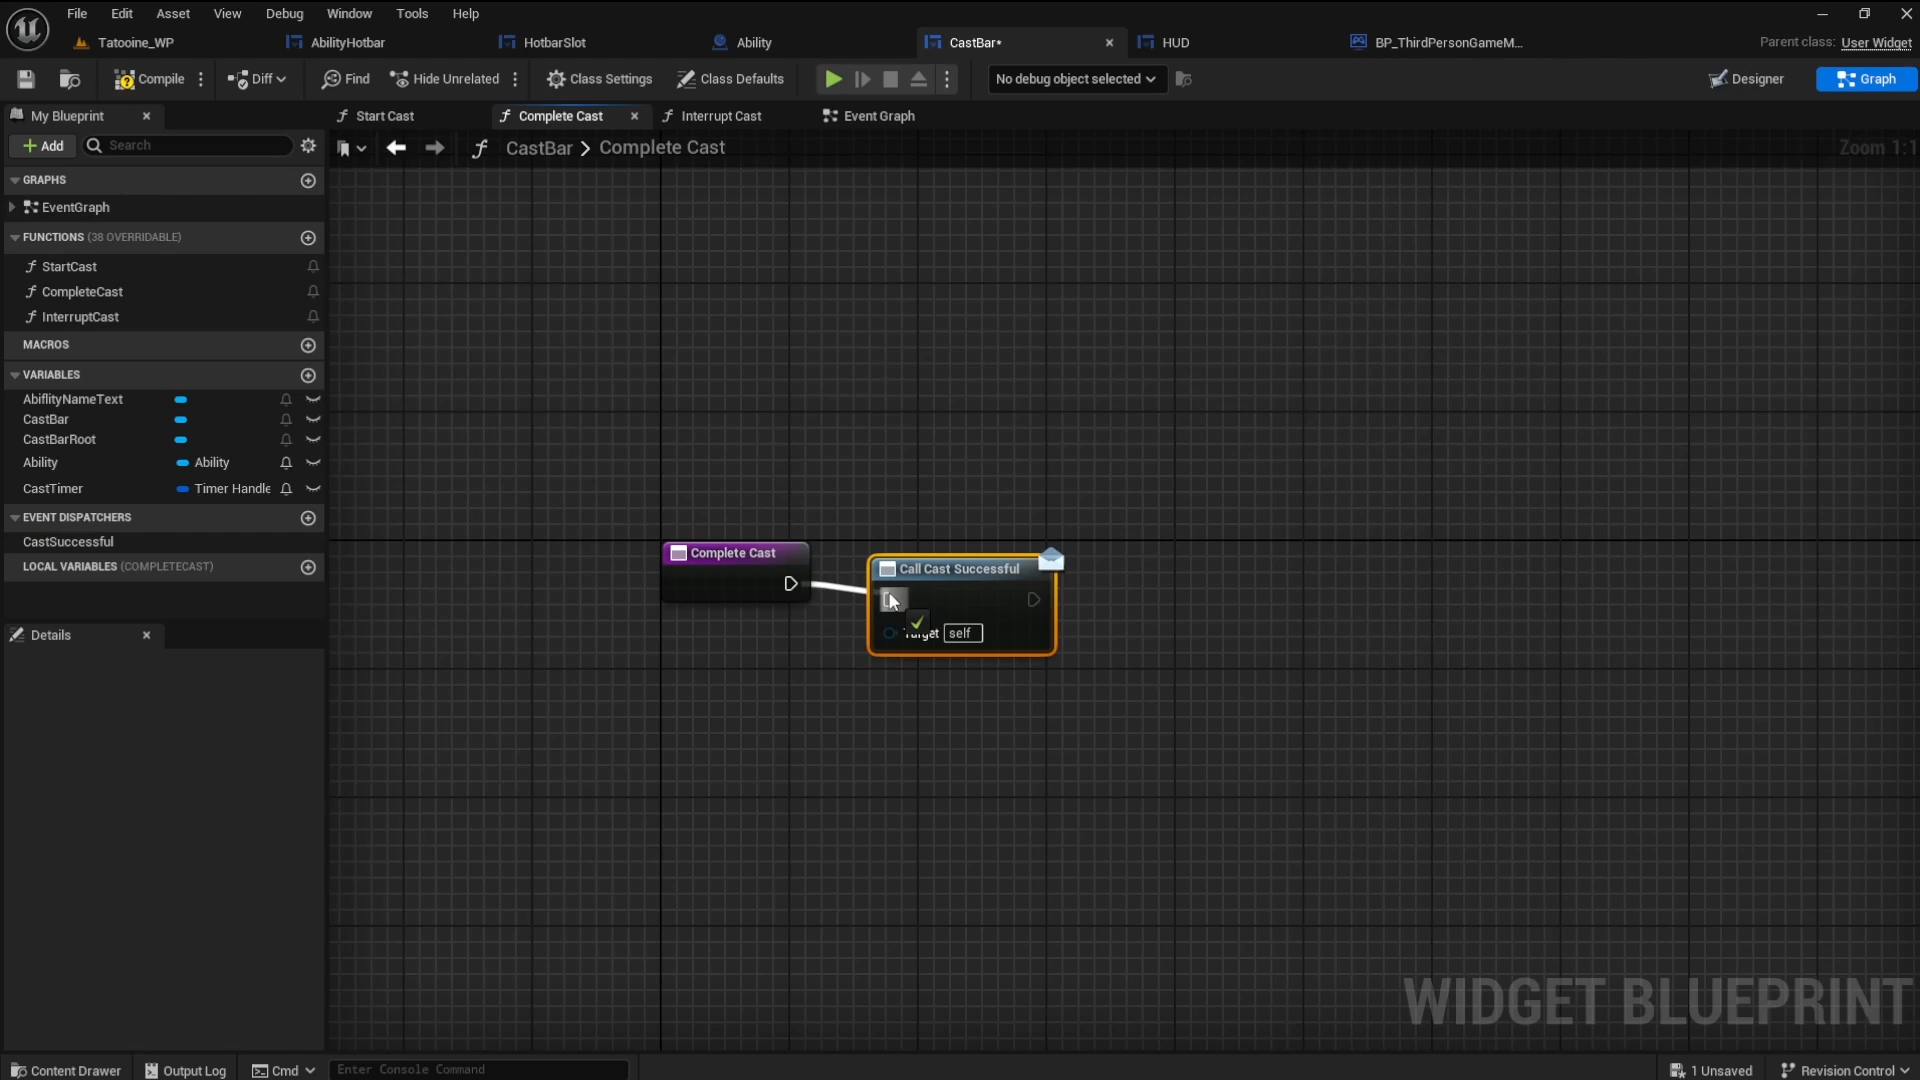 File Edit Asset View Debug Window Tools Help
Tatooine_WP AbilityHotbar HotbarSlot Ability CastBar* HUD BP_ThirdPersonGameM... Parent class: User Widget
Compile Diff Find Hide Unrelated Class Settings Class Defaults No debug object selected Designer Graph
My Blueprint Start Cast Complete Cast Interrupt Cast Event Graph
Add Search CastBar > Complete Cast Zoom 1:1
GRAPHS
EventGraph
FUNCTIONS (38 OVERRIDABLE)
StartCast
CompleteCast
InterruptCast
MACROS
VARIABLES
AbiflityNameText
CastBar
CastBarRoot
Ability Ability
CastTimer Timer Handle
EVENT DISPATCHERS
CastSuccessful
LOCAL VARIABLES (COMPLETECAST)
Details
Complete Cast
Call Cast Successful
Target self
WIDGET BLUEPRINT
Content Drawer Output Log Cmd Enter Console Command 1 Unsaved Revision Control